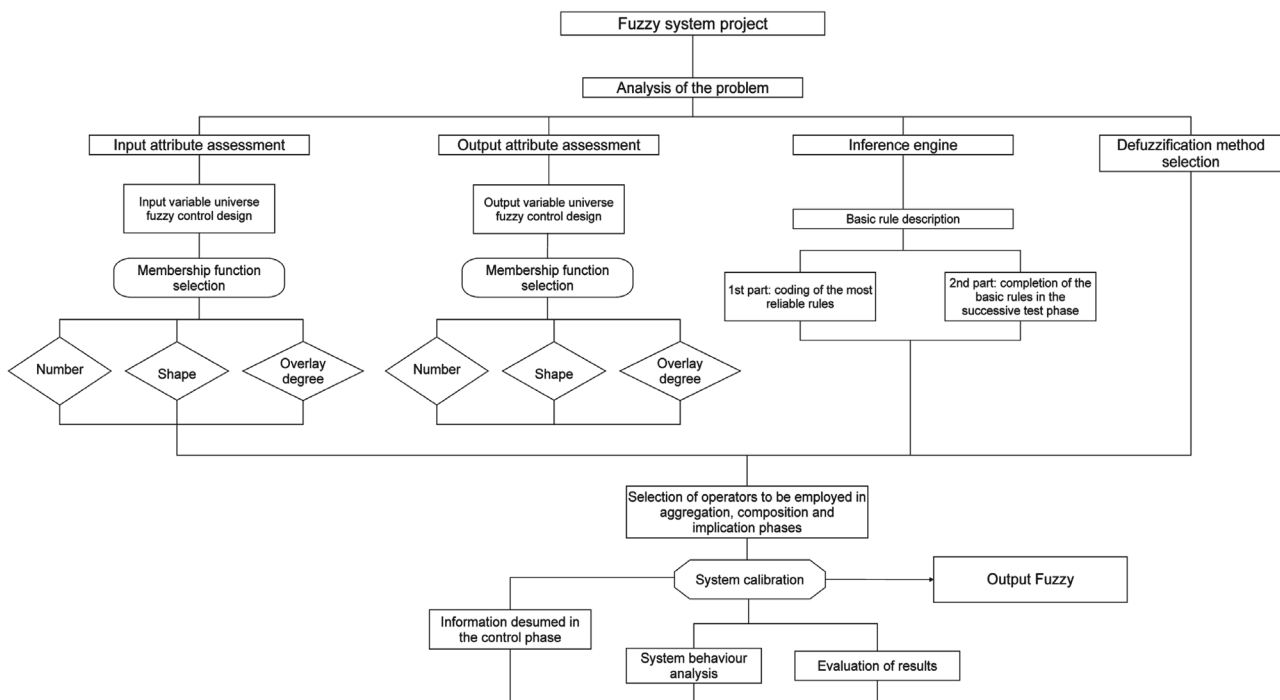 Fuzzy system project
Analysis of the problem
Input attribute assessment
Output attribute assessment
Inference engine
Defuzzification method
selection
Input variable universe
fuzzy control design
Output variable universe
fuzzy control design
Basic rule description
Membership function
selection
Membership function
selection
1st part: coding of the most
reliable rules
2nd part: completion of the
basic rules in the
successive test phase
Number
Shape
Overlay
degree
Number
Shape
Overlay
degree
Selection of operators to be employed in
aggregation, composition and
implication phases
System calibration
Output Fuzzy
Information desumed in
the control phase
System behaviour
analysis
Evaluation of results